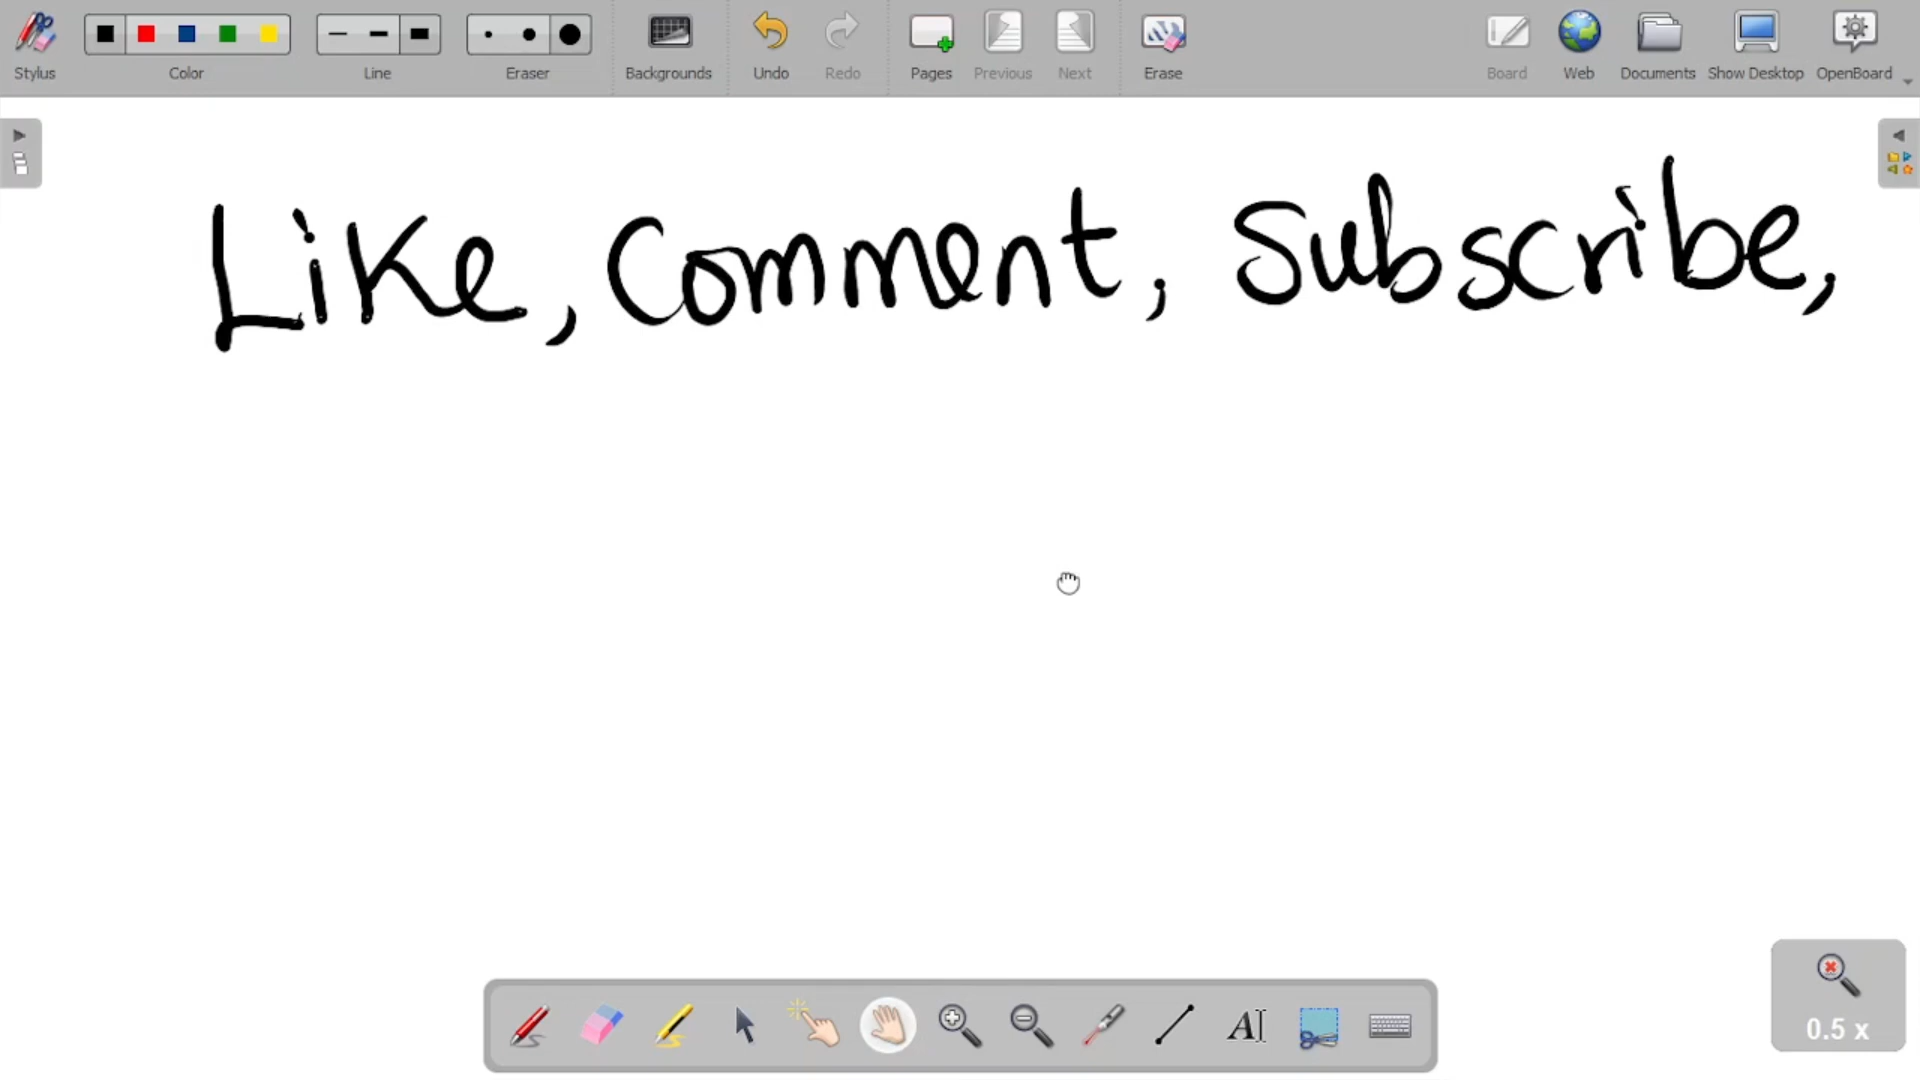 Stylus Color Line Eraser Backgrounds Undo Redo Pages Previous Next Erase Board Web Documents Show Desktop OpenBoard
Like, Comment, Subscribe,
AI
0.5 x